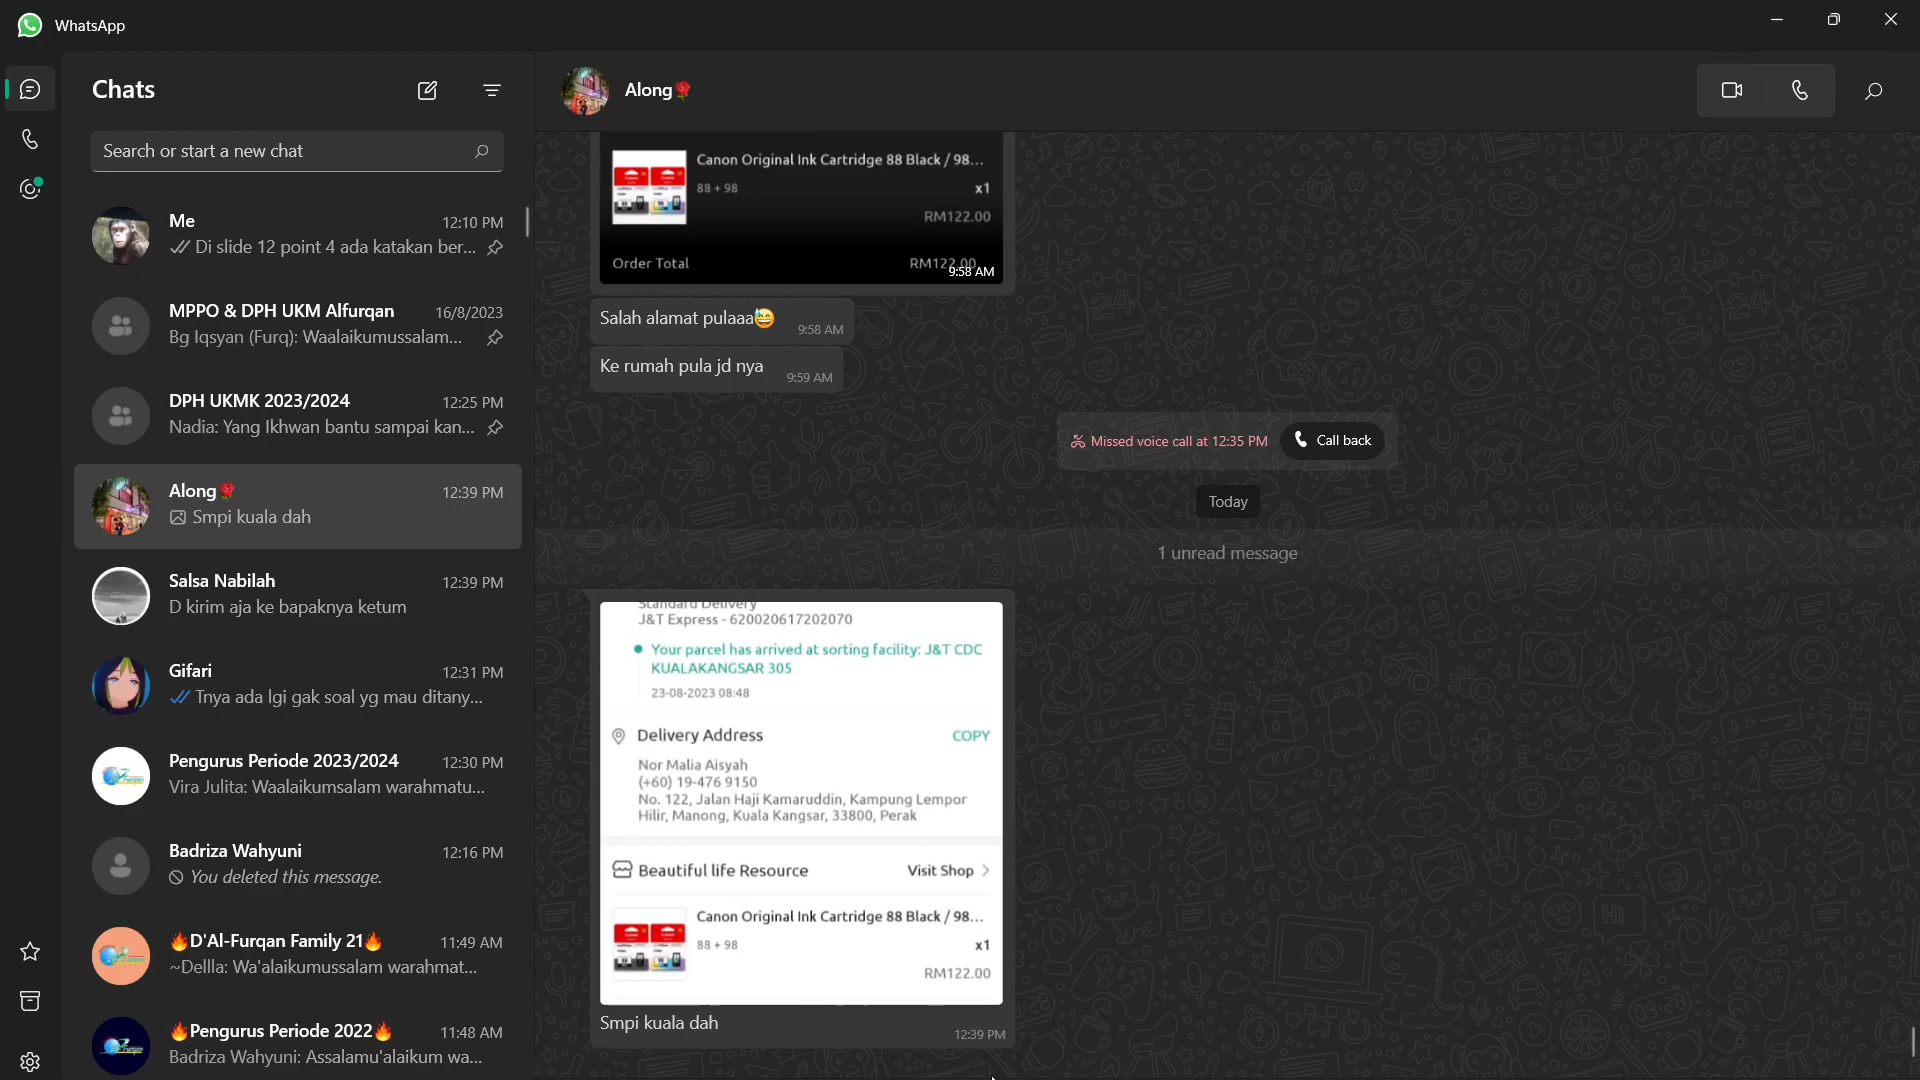 WhatsApp
Chats
Search or start a new chat
Me
12:10 PM
Di slide 12 point 4 ada katakan ber...
MPPO & DPH UKM Alfurqan
16/8/2023
Bg Iqsyan (Furq): Waalaikumussalam...
DPH UKMK 2023/2024
12:25 PM
Nadia: Yang Ikhwan bantu sampai kan...
Along🌹
12:39 PM
Smpi kuala dah
Salsa Nabilah
12:39 PM
D kirim aja ke bapaknya ketum
Gifari
12:31 PM
Tnya ada lgi gak soal yg mau ditany...
Pengurus Periode 2023/2024
12:30 PM
Vira Julita: Waalaikumsalam warahmatu...
Badriza Wahyuni
12:16 PM
You deleted this message.
🔥D'Al-Furqan Family 21🔥
11:49 AM
~Dellla: Wa'alaikumussalam warahmat...
🔥Pengurus Periode 2022🔥
11:48 AM
Badriza Wahyuni: Assalamu'alaikum wa...
Along🌹
Canon Original Ink Cartridge 88 Black / 98...
88 + 98
x1
RM122.00
Order Total
RM122.00
9:58 AM
Salah alamat pulaaa😅
9:58 AM
Ke rumah pula jd nya
9:59 AM
Missed voice call at 12:35 PM
Call back
Today
1 unread message
Standard Delivery
J&T Express - 620020617202070
Your parcel has arrived at sorting facility: J&T CDC
KUALAKANGSAR 305
23-08-2023 08:48
Delivery Address
COPY
Nor Malia Aisyah
(+60) 19-476 9150
No. 122, Jalan Haji Kamaruddin, Kampung Lempor
Hilir, Manong, Kuala Kangsar, 33800, Perak
Beautiful life Resource
Visit Shop
Canon Original Ink Cartridge 88 Black / 98...
88 + 98
x1
RM122.00
Smpi kuala dah
12:39 PM